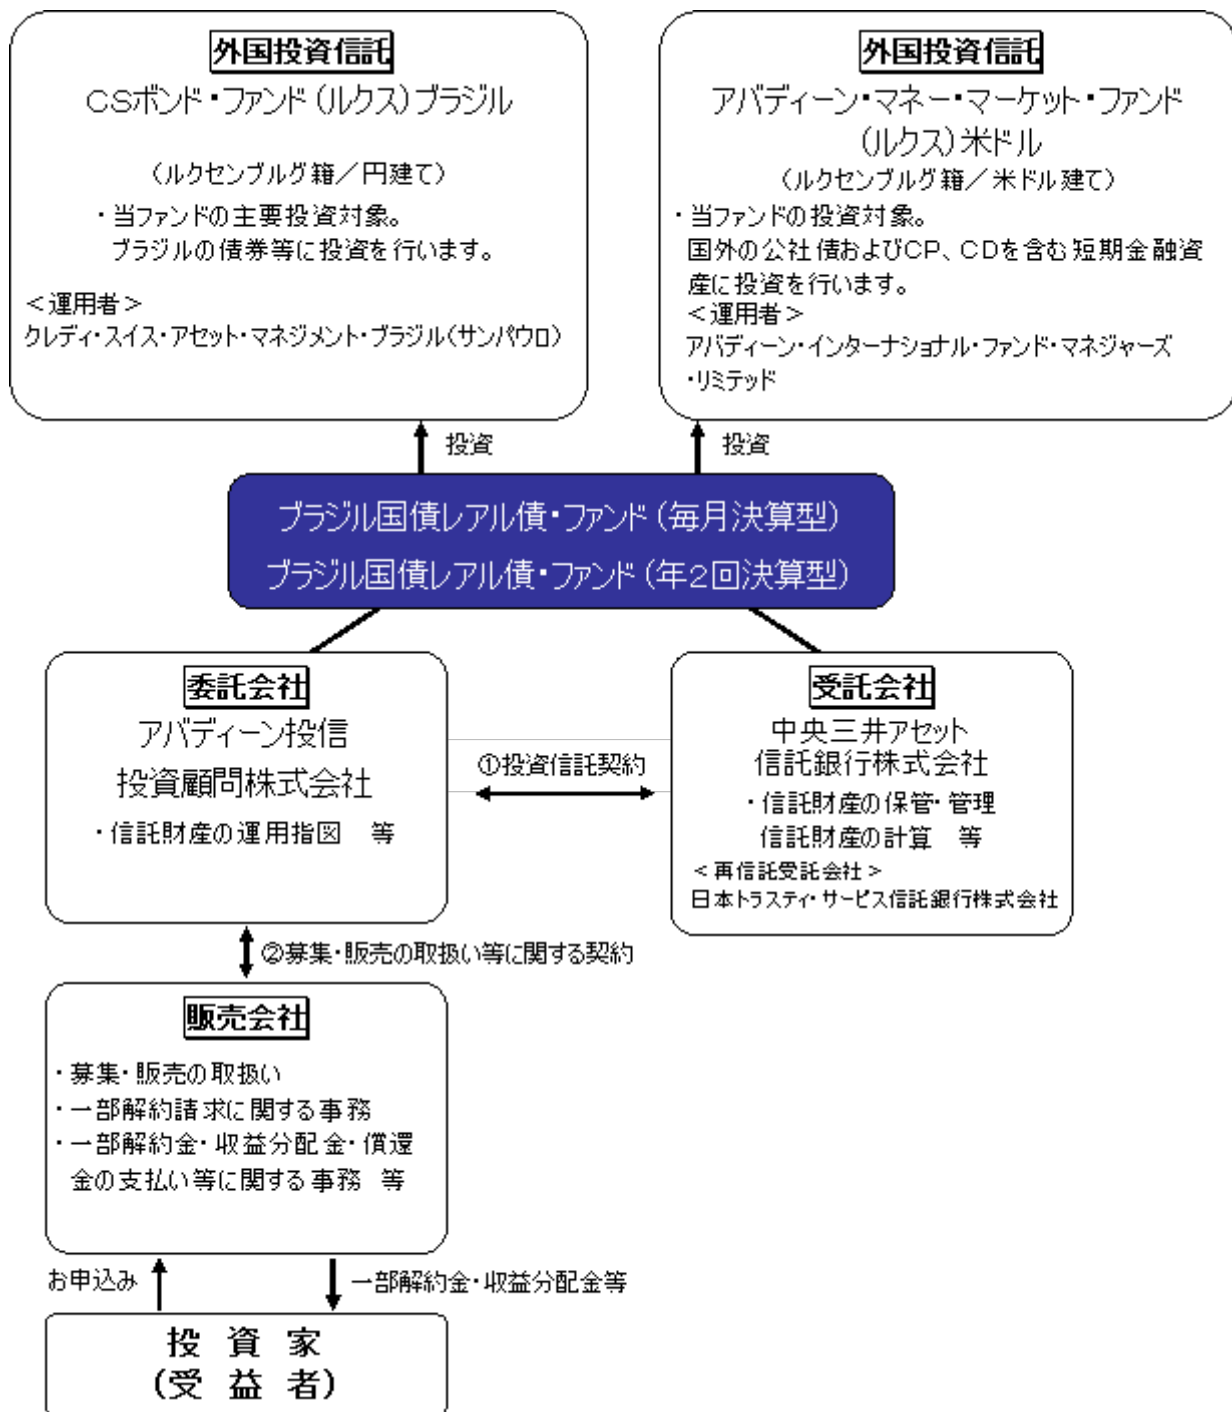 外国投資信託
CSボンド・ファンド(ルクス)ブラジル
(ルクセンブルグ籍/円建て)
・当ファンドの主要投資対象。
ブラジルの債券等に投資を行います。
<運用者>
クレディ・スイス・アセット・マネジメント・ブラジル(サンパウロ)
外国投資信託
アバディーン・マネー・マーケット・ファンド
(ルクス)米ドル
(ルクセンブルグ籍/米ドル建て)
・当ファンドの投資対象。
国外の公社債およびCP、CDを含む短期金融資
産に投資を行います。
<運用者>
アバディーン・インターナショナル・ファンド・マネジャーズ
・リミテッド
投資
投資
ブラジル国債レアル債・ファンド(毎月決算型)
ブラジル国債レアル債・ファンド(年2回決算型)
委託会社
アバディーン投信
投資顧問株式会社
・信託財産の運用指図 等
①投資信託契約
受託会社
中央三井アセット
信託銀行株式会社
・信託財産の保管・管理
信託財産の計算 等
<再信託受託会社>
日本トラスティ・サービス信託銀行株式会社
②募集・販売の取扱い等に関する契約
販売会社
・募集・販売の取扱い
・一部解約請求に関する事務
・一部解約金・収益分配金・償還
金の支払い等に関する事務 等
お申込み
一部解約金・収益分配金等
投 資 家
(受 益 者)